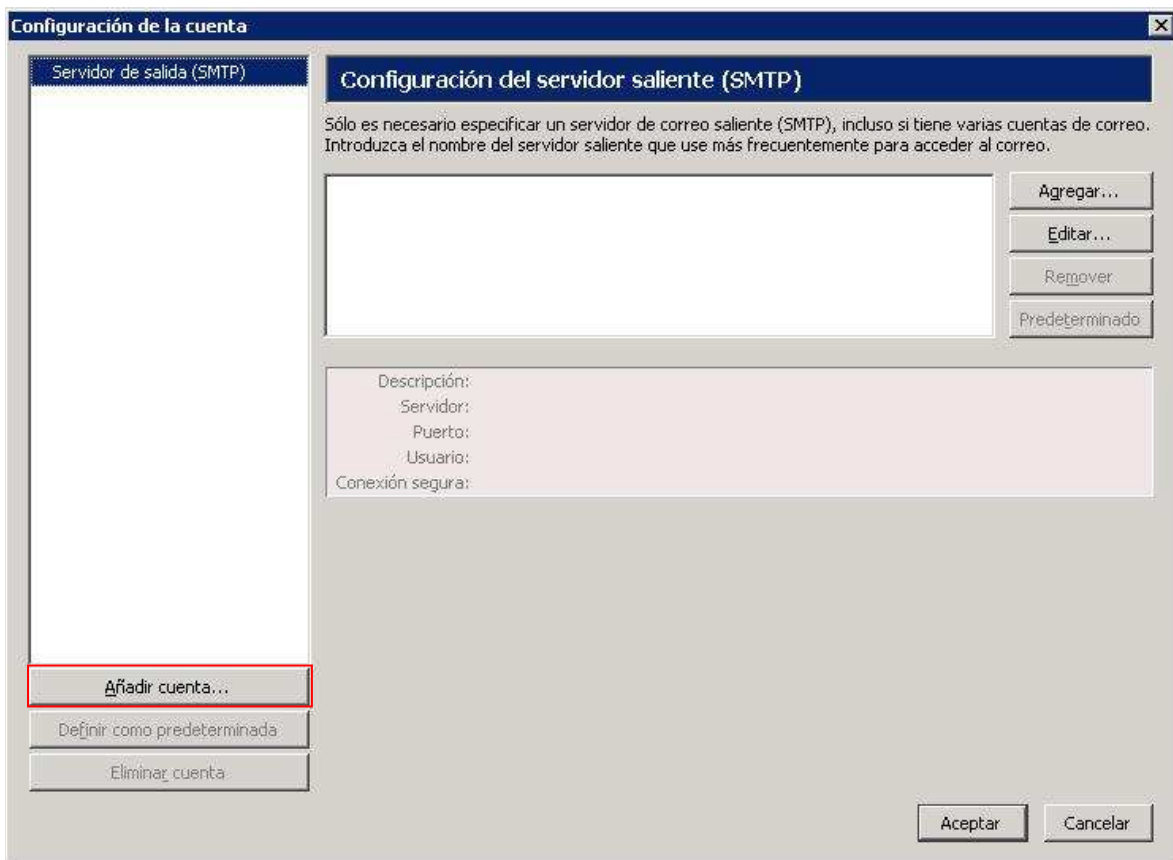 Configuración de la cuenta
Servidor de salida (SMTP)
Configuración del servidor saliente (SMTP)
Sólo es necesario especificar un servidor de correo saliente (SMTP), incluso si tiene varias cuentas de correo.
Introduzca el nombre del servidor saliente que use más frecuentemente para acceder al correo.
Agregar...
Editar...
Remover
Predeterminado
Descripción:
Servidor:
Puerto:
Usuario:
Conexión segura:
Añadir cuenta...
Definir como predeterminada
Eliminar cuenta
Aceptar
Cancelar